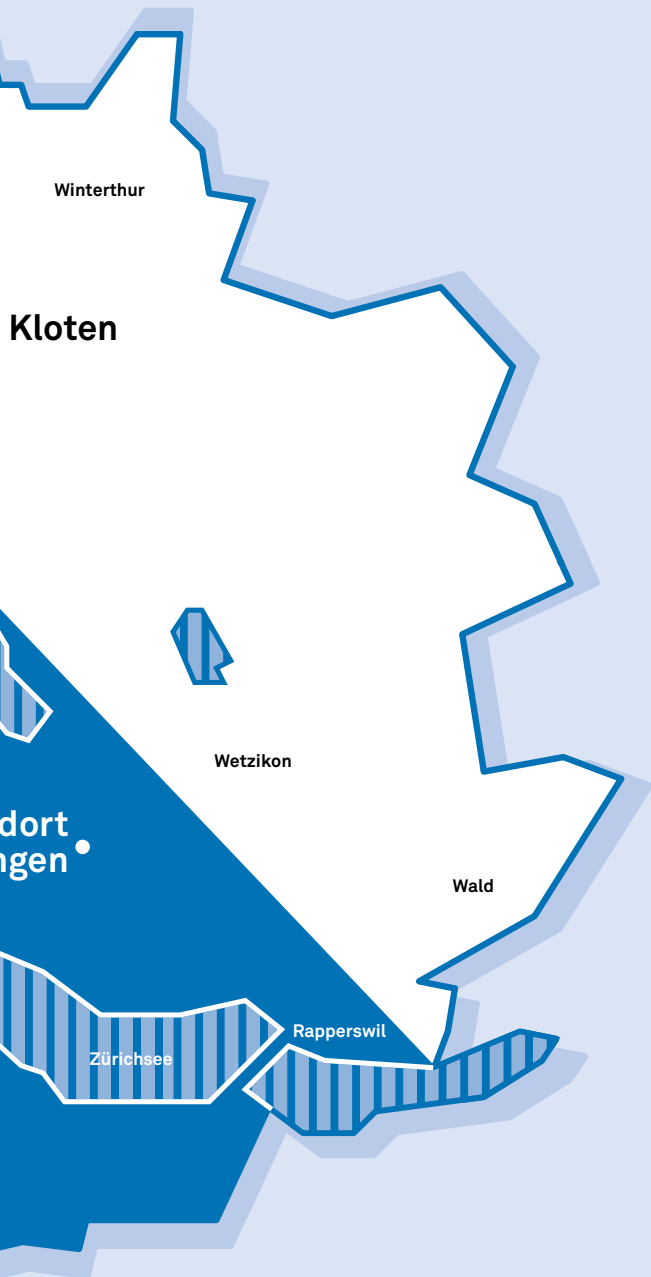 Winterthur
Kloten
Wetzikon
dort
ngen
Wald
Rapperswil
Zürichsee